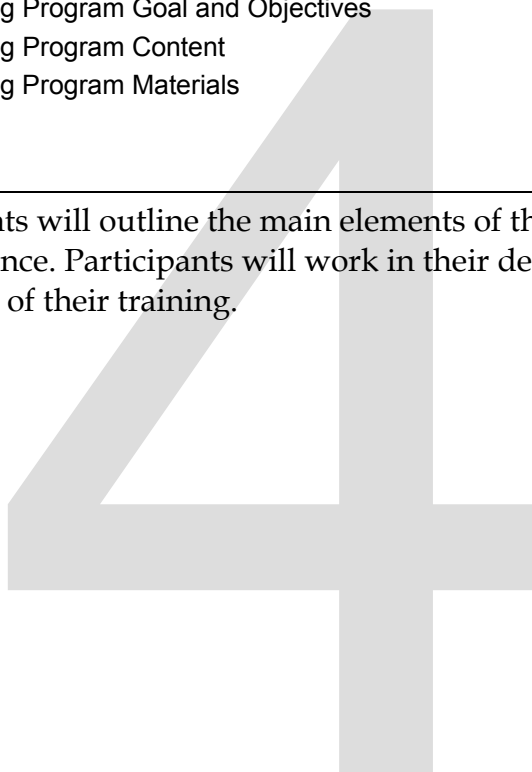 g Program Goal and Objectives
g Program Content
g Program Materials
nts will outline the main elements of th
nce. Participants will work in their de
of their training.
4